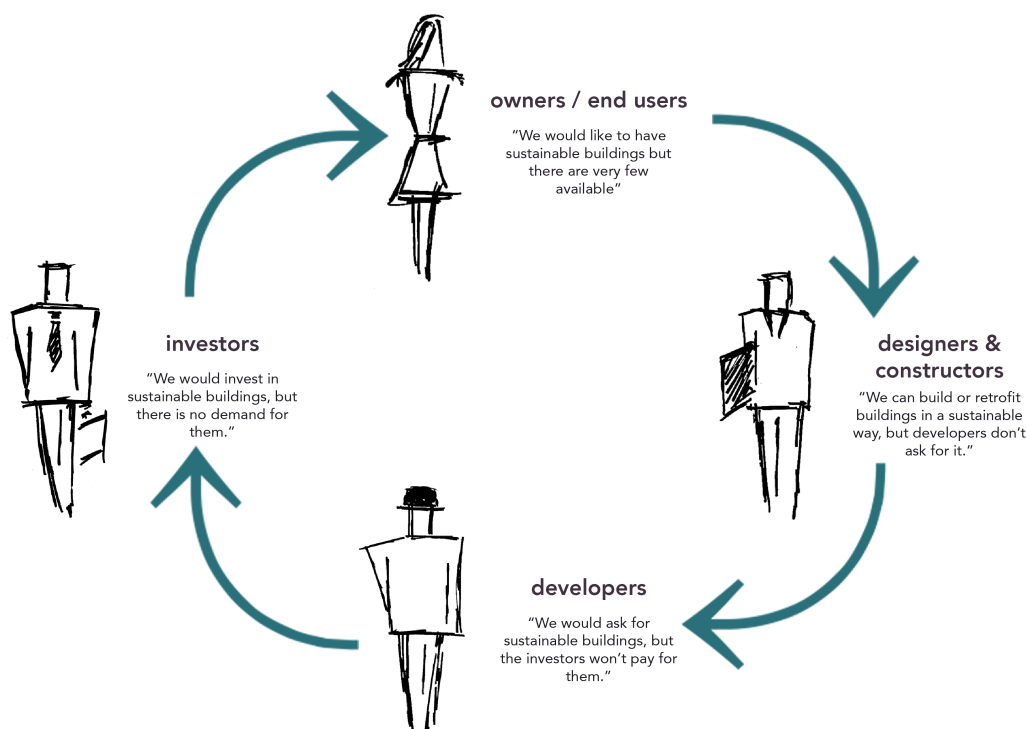 owners / end users
“We would like to have
sustainable buildings but
there are very few
available”
designers &
constructors
“We can build or retrofit
buildings in a sustainable
way, but developers don’t
ask for it.”
developers
“We would ask for
sustainable buildings, but
the investors won’t pay for
them.”
investors
“We would invest in
sustainable buildings, but
there is no demand for
them.”